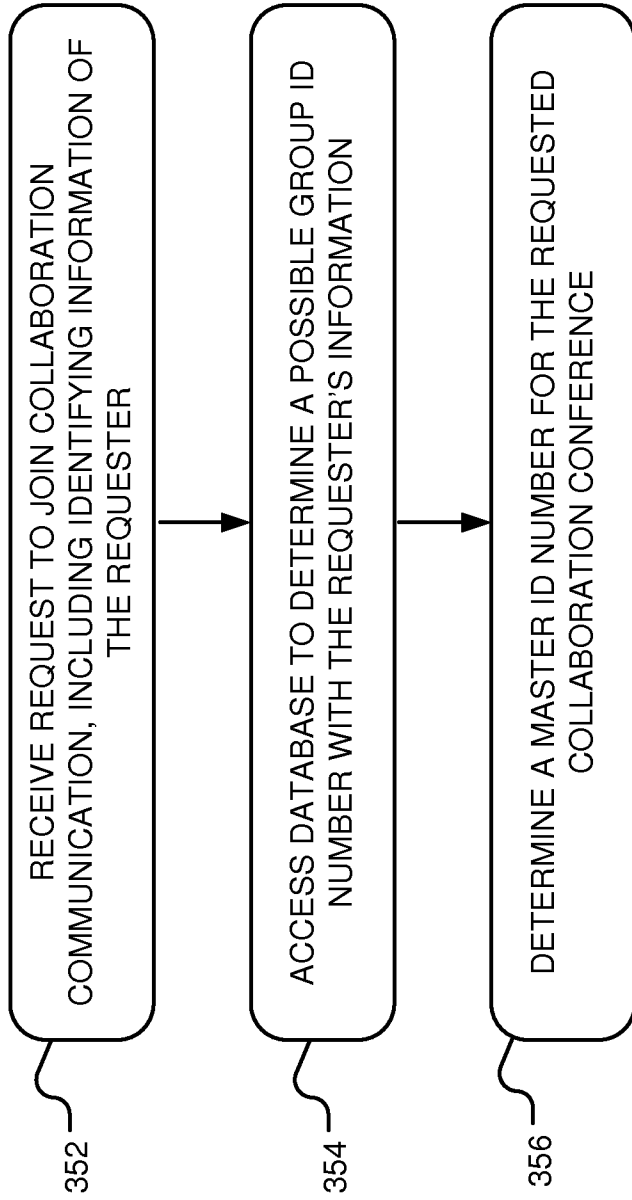 RECEIVE REQUEST TO JOIN COLLABORATION
COMMUNICATION, INCLUDING IDENTIFYING INFORMATION OF
THE REQUESTER
352
ACCESS DATABASE TO DETERMINE A POSSIBLE GROUP ID
NUMBER WITH THE REQUESTER'S INFORMATION
354
DETERMINE A MASTER ID NUMBER FOR THE REQUESTED
COLLABORATION CONFERENCE
356